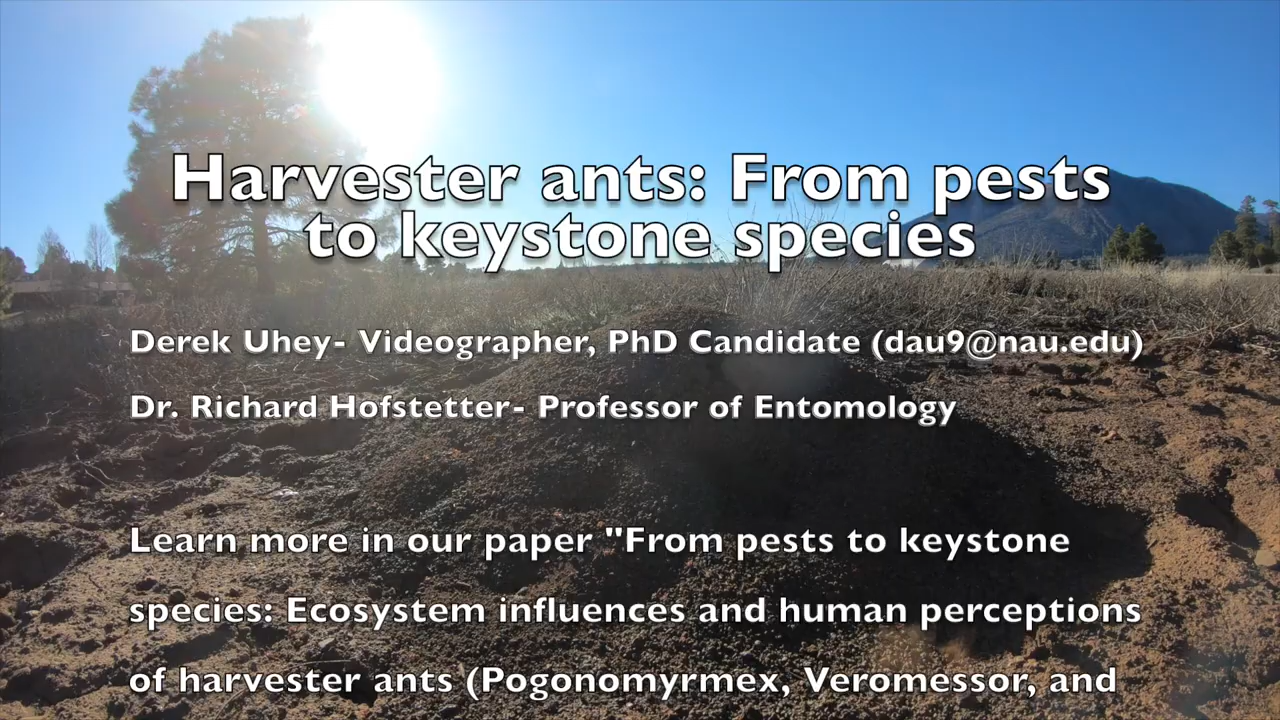 Harvester ants: From pests
to keystone species
Derek Uhey- Videographer, PhD Candidate (dau9@nau.edu)
Dr. Richard Hofstetter- Professor of Entomology
Learn more in our paper "From pests to keystone
species: Ecosystem influences and human perceptions
of harvester ants (Pogonomyrmex, Veromessor, and